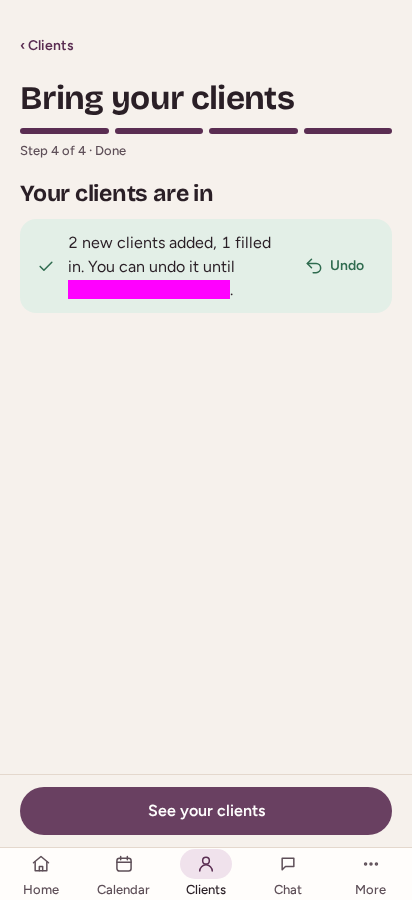 ‹ Clients
Bring your clients
Step 4 of 4 · Done
Your clients are in
2 new clients added, 1 filled
in. You can undo it until
.
Undo
See your clients
Home
Calendar
Clients
Chat
More